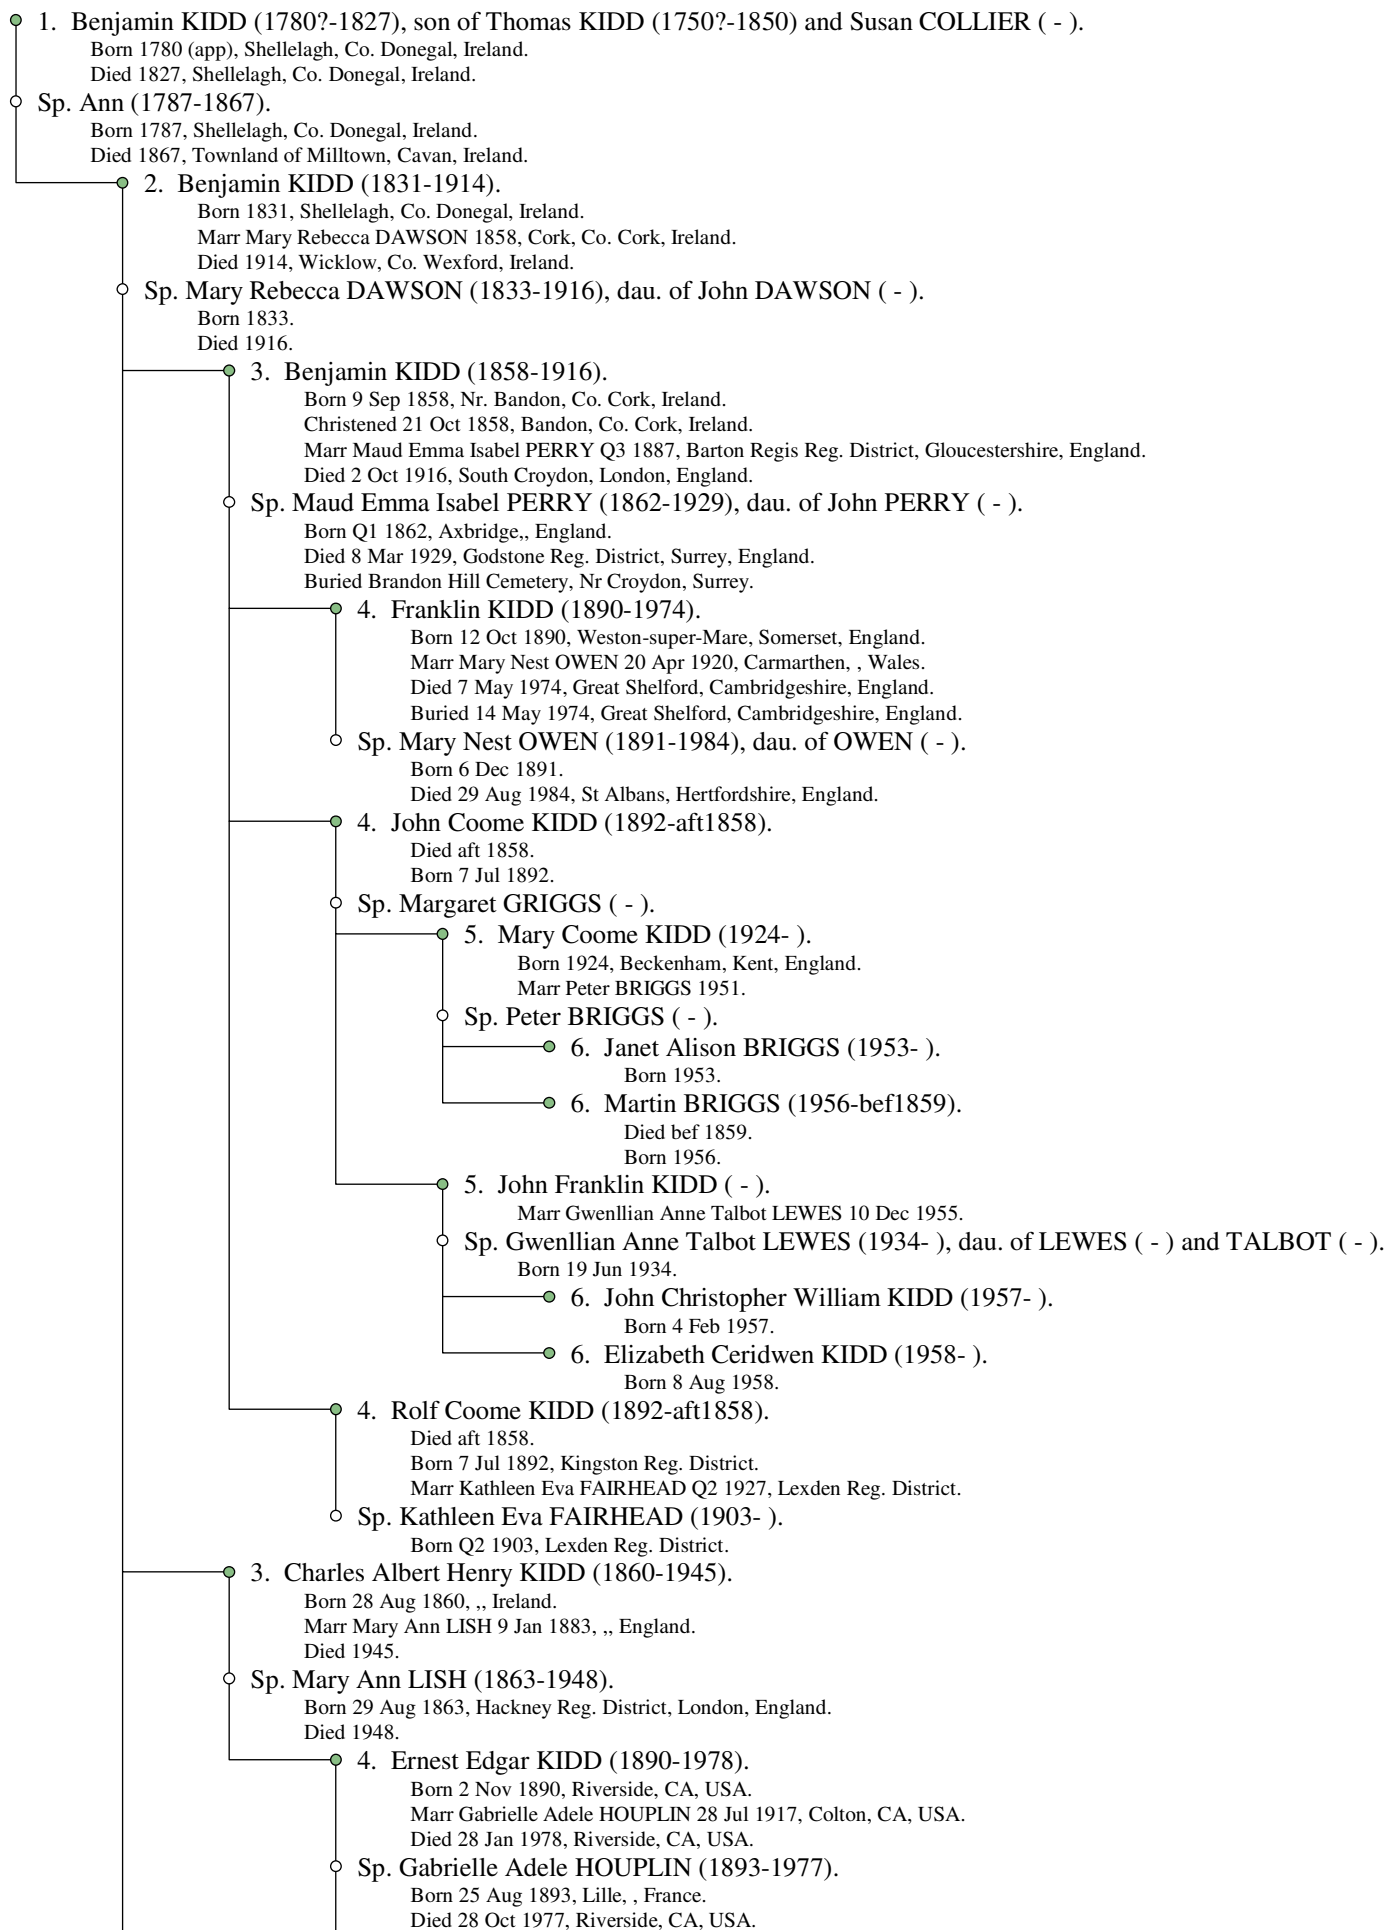 1. Benjamin KIDD (1780?-1827), son of Thomas KIDD (1750?-1850) and Susan COLLIER ( - ).
Born 1780 (app), Shellelagh, Co. Donegal, Ireland.
Died 1827, Shellelagh, Co. Donegal, Ireland.
Sp. Ann (1787-1867).
Born 1787, Shellelagh, Co. Donegal, Ireland.
Died 1867, Townland of Milltown, Cavan, Ireland.
2. Benjamin KIDD (1831-1914).
Born 1831, Shellelagh, Co. Donegal, Ireland.
Marr Mary Rebecca DAWSON 1858, Cork, Co. Cork, Ireland.
Died 1914, Wicklow, Co. Wexford, Ireland.
Sp. Mary Rebecca DAWSON (1833-1916), dau. of John DAWSON ( - ).
Born 1833.
Died 1916.
3. Benjamin KIDD (1858-1916).
Born 9 Sep 1858, Nr. Bandon, Co. Cork, Ireland.
Christened 21 Oct 1858, Bandon, Co. Cork, Ireland.
Marr Maud Emma Isabel PERRY Q3 1887, Barton Regis Reg. District, Gloucestershire, England.
Died 2 Oct 1916, South Croydon, London, England.
Sp. Maud Emma Isabel PERRY (1862-1929), dau. of John PERRY ( - ).
Born Q1 1862, Axbridge,, England.
Died 8 Mar 1929, Godstone Reg. District, Surrey, England.
Buried Brandon Hill Cemetery, Nr Croydon, Surrey.
4. Franklin KIDD (1890-1974).
Born 12 Oct 1890, Weston-super-Mare, Somerset, England.
Marr Mary Nest OWEN 20 Apr 1920, Carmarthen, , Wales.
Died 7 May 1974, Great Shelford, Cambridgeshire, England.
Buried 14 May 1974, Great Shelford, Cambridgeshire, England.
Sp. Mary Nest OWEN (1891-1984), dau. of OWEN ( - ).
Born 6 Dec 1891.
Died 29 Aug 1984, St Albans, Hertfordshire, England.
4. John Coome KIDD (1892-aft1858).
Died aft 1858.
Born 7 Jul 1892.
Sp. Margaret GRIGGS ( - ).
5. Mary Coome KIDD (1924- ).
Born 1924, Beckenham, Kent, England.
Marr Peter BRIGGS 1951.
Sp. Peter BRIGGS ( - ).
6. Janet Alison BRIGGS (1953- ).
Born 1953.
6. Martin BRIGGS (1956-bef1859).
Died bef 1859.
Born 1956.
5. John Franklin KIDD ( - ).
Marr Gwenllian Anne Talbot LEWES 10 Dec 1955.
Sp. Gwenllian Anne Talbot LEWES (1934- ), dau. of LEWES ( - ) and TALBOT ( - ).
Born 19 Jun 1934.
6. John Christopher William KIDD (1957- ).
Born 4 Feb 1957.
6. Elizabeth Ceridwen KIDD (1958- ).
Born 8 Aug 1958.
4. Rolf Coome KIDD (1892-aft1858).
Died aft 1858.
Born 7 Jul 1892, Kingston Reg. District.
Marr Kathleen Eva FAIRHEAD Q2 1927, Lexden Reg. District.
Sp. Kathleen Eva FAIRHEAD (1903- ).
Born Q2 1903, Lexden Reg. District.
3. Charles Albert Henry KIDD (1860-1945).
Born 28 Aug 1860, ,, Ireland.
Marr Mary Ann LISH 9 Jan 1883, ,, England.
Died 1945.
Sp. Mary Ann LISH (1863-1948).
Born 29 Aug 1863, Hackney Reg. District, London, England.
Died 1948.
4. Ernest Edgar KIDD (1890-1978).
Born 2 Nov 1890, Riverside, CA, USA.
Marr Gabrielle Adele HOUPLIN 28 Jul 1917, Colton, CA, USA.
Died 28 Jan 1978, Riverside, CA, USA.
Sp. Gabrielle Adele HOUPLIN (1893-1977).
Born 25 Aug 1893, Lille, , France.
Died 28 Oct 1977, Riverside, CA, USA.